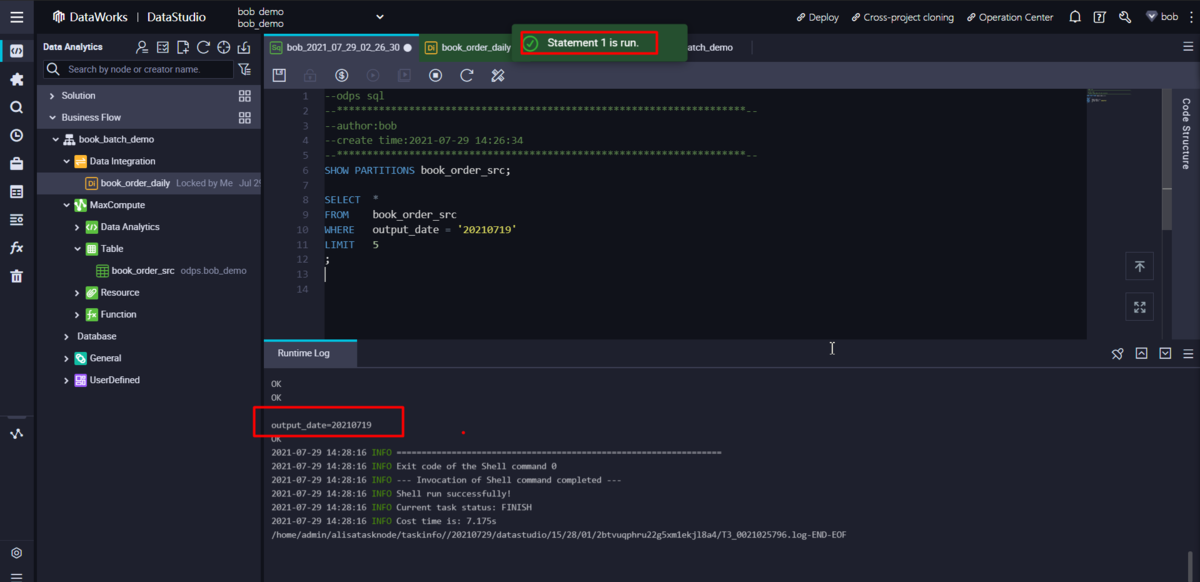 DataWorks | DataStudio
bob_demo
bob_demo
Deploy
Cross-project cloning
Operation Center
bob
Data Analytics
Search by node or creator name.
Solution
Business Flow
book_batch_demo
Data Integration
DI book_order_daily Locked by Me Jul 29
MaxCompute
Data Analytics
Table
book_order_src odps.bob_demo
Resource
Function
Database
General
UserDefined
Sq bob_2021_07_29_02_26_30
DI book_order_daily
Statement 1 is run.
atch_demo
1 --odps sql
2 --********************************************************************--
3 --author:bob
4 --create time:2021-07-29 14:26:34
5 --********************************************************************--
6 SHOW PARTITIONS book_order_src;
7
8 SELECT *
9 FROM book_order_src
10 WHERE output_date = '20210719'
11 LIMIT 5
12 ;
13
14
Code Structure
Runtime Log
OK
OK
output_date=20210719
OK
2021-07-29 14:28:16 INFO =================================================================
2021-07-29 14:28:16 INFO Exit code of the Shell command 0
2021-07-29 14:28:16 INFO --- Invocation of Shell command completed ---
2021-07-29 14:28:16 INFO Shell run successfully!
2021-07-29 14:28:16 INFO Current task status: FINISH
2021-07-29 14:28:16 INFO Cost time is: 7.175s
/home/admin/alisatasknode/taskinfo//20210729/datastudio/15/28/01/2btvuqphru22g5xm1ekjl8a4/T3_0021025796.log-END-EOF